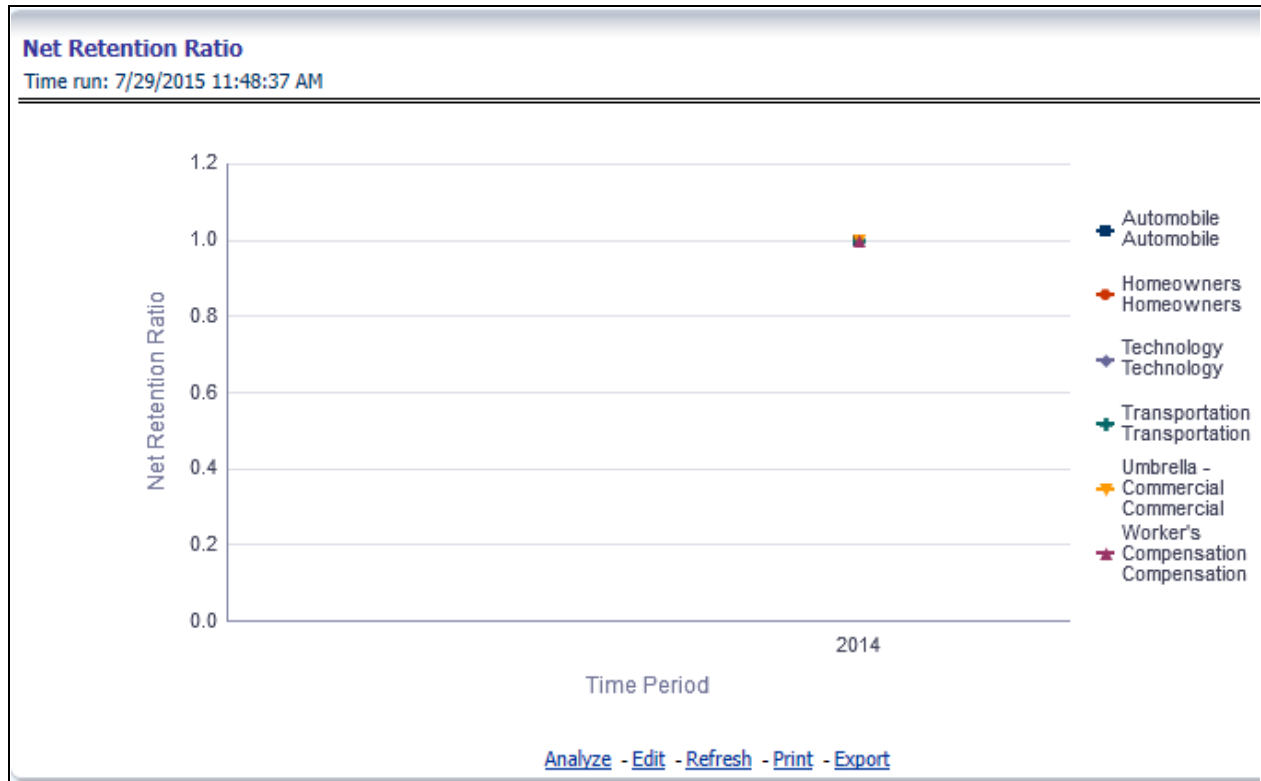 Net Retention Ratio
Time run: 7/29/2015 11:48:37 AM
1.2
1.0
0.8
0.6
0.4
0.2
0.0
Net Retention Ratio
2014
Time Period
Automobile
Automobile
Homeowners
Homeowners
Technology
Technology
Transportation
Transportation
Umbrella -
Commercial
Commercial
Worker's
Compensation
Compensation
Analyze - Edit - Refresh - Print - Export